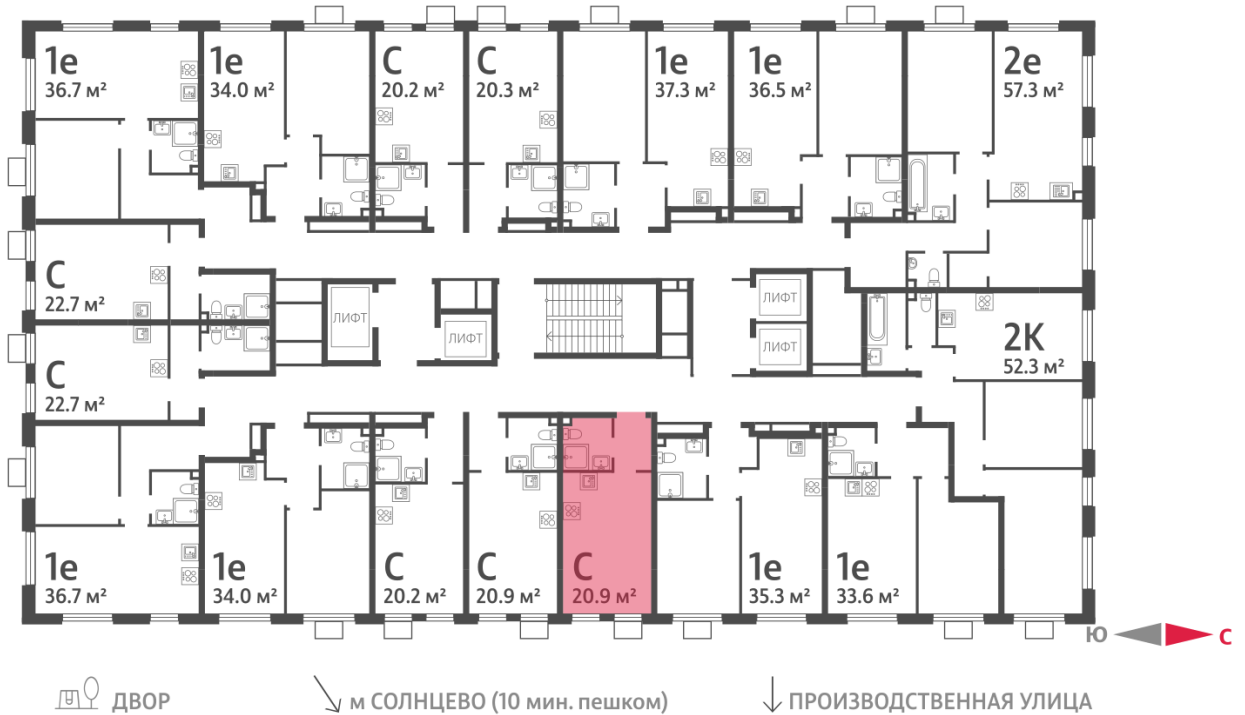 1е
36.7 м²
1е
34.0 м²
С
20.2 м²
С
20.3 м²
1е
37.3 м²
1е
36.5 м²
2е
57.3 м²
С
22.7 м²
ЛИФТ
ЛИФТ
ЛИФТ
ЛИФТ
2К
52.3 м²
С
22.7 м²
1е
36.7 м²
1е
34.0 м²
С
20.2 м²
С
20.9 м²
С
20.9 м²
1е
35.3 м²
1е
33.6 м²
Ю С
ДВОР
м СОЛНЦЕВО (10 мин. пешком)
ПРОИЗВОДСТВЕННАЯ УЛИЦА